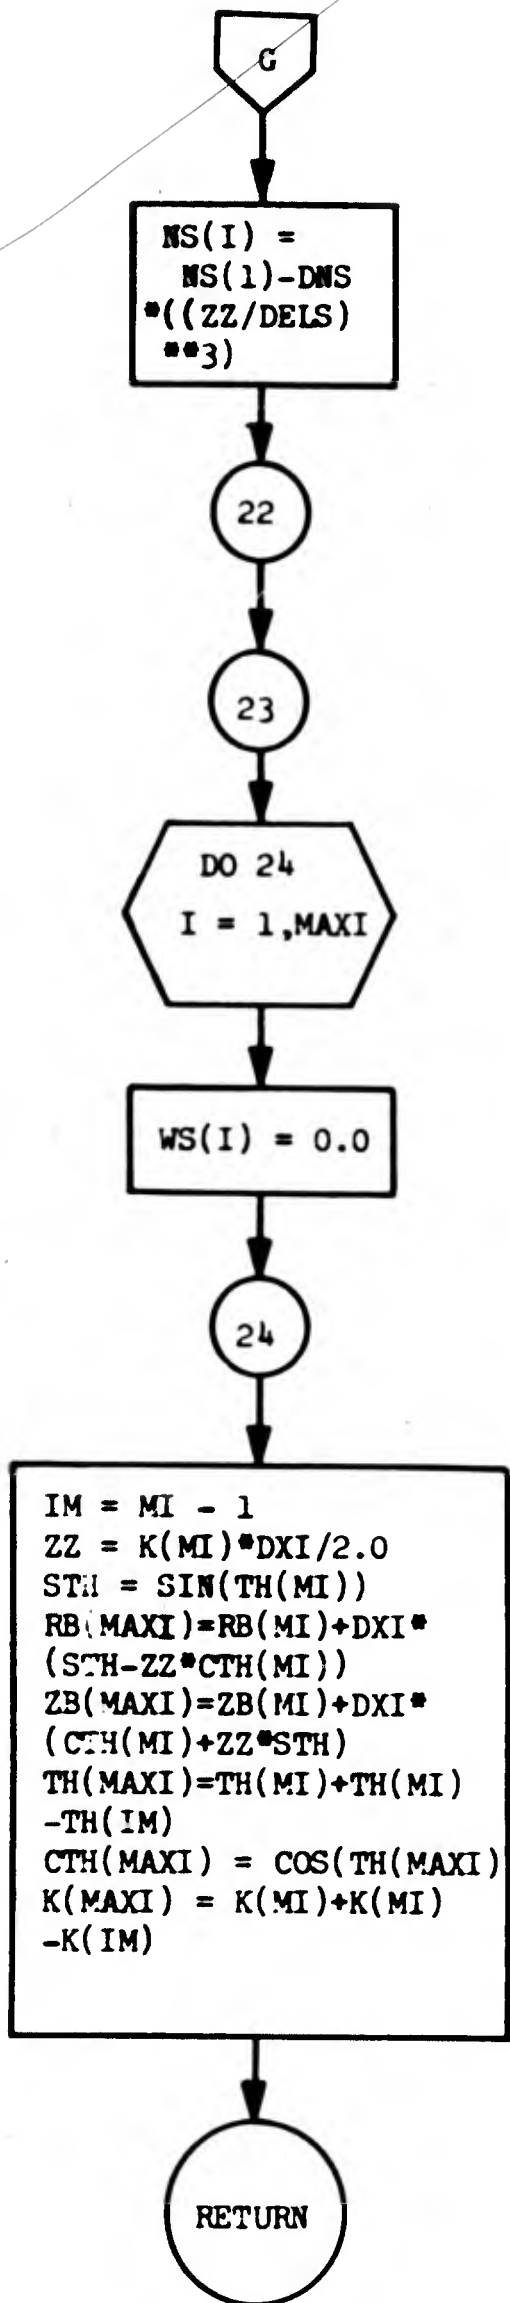 G
NS(I) =
NS(1)-DNS
*((ZZ/DELS)
**3)
22
23
DO 24
I = 1,MAXI
WS(I) = 0.0
24
IM = MI - 1
ZZ = K(MI)*DXI/2.0
STH = SIN(TH(MI))
RB(MAXI)=RB(MI)+DXI*
(STH-ZZ*CTH(MI))
ZB(MAXI)=ZB(MI)+DXI*
(CTH(MI)+ZZ*STH)
TH(MAXI)=TH(MI)+TH(MI)
-TH(IM)
CTH(MAXI) = COS(TH(MAXI)
K(MAXI) = K(MI)+K(MI)
-K(IM)
RETURN